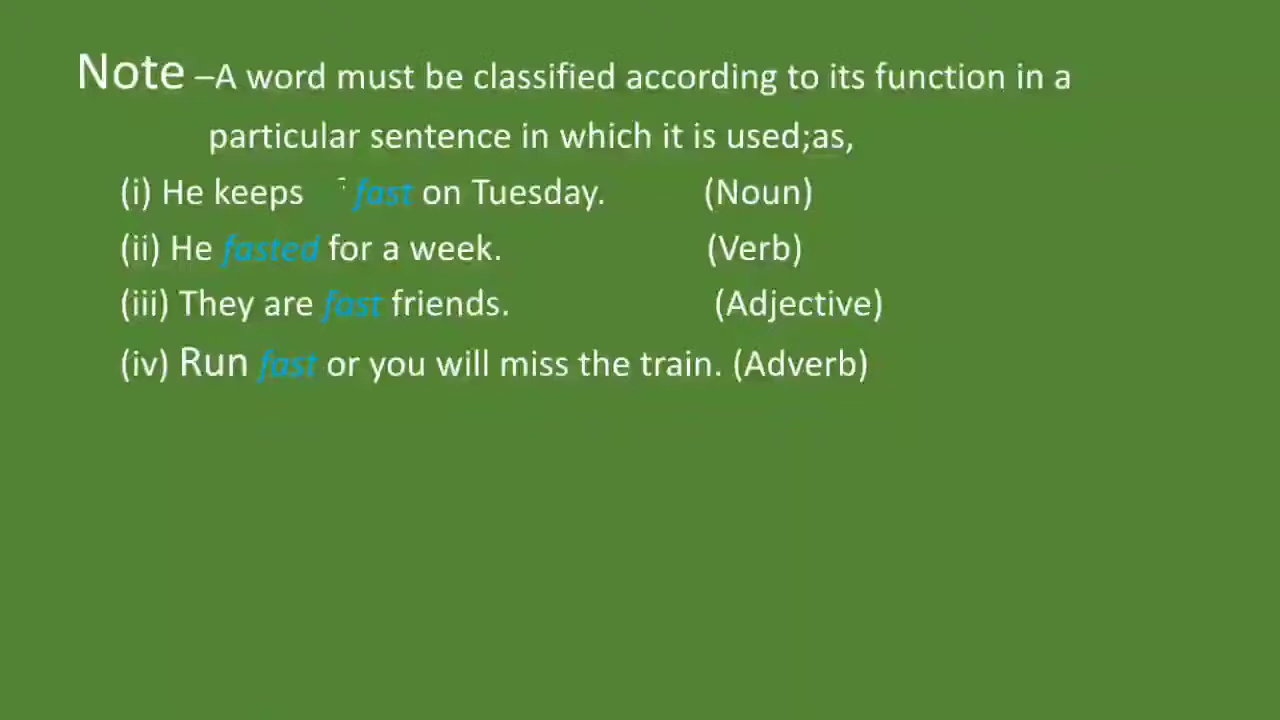 Note –A word must be classified according to its function in a
particular sentence in which it is used;as,
(i) He keeps fast on Tuesday. (Noun)
(ii) He fasted for a week. (Verb)
(iii) They are fast friends. (Adjective)
(iv) Run fast or you will miss the train. (Adverb)